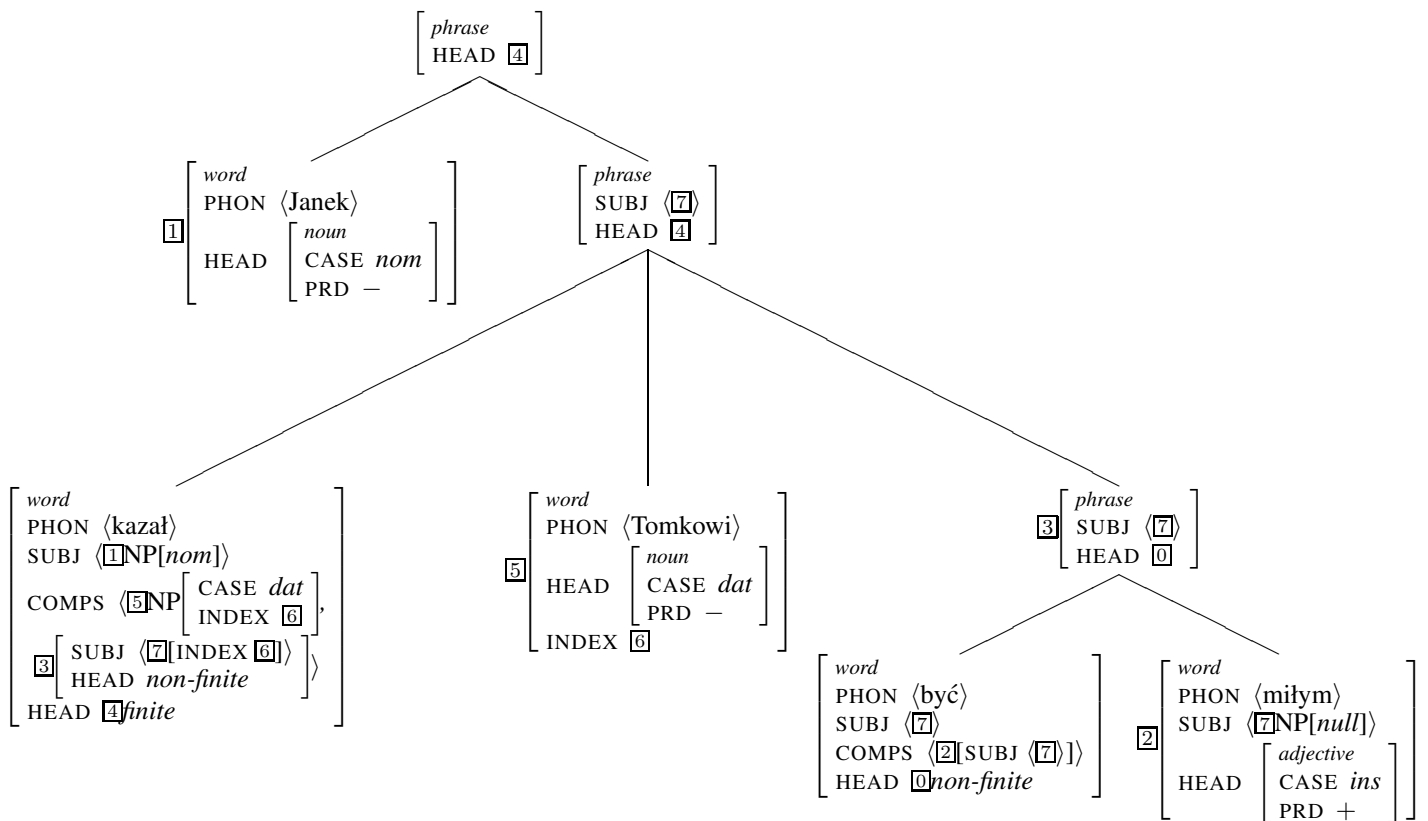 phrase
HEAD 4
1
word
PHON ⟨Janek⟩
HEAD
noun
CASE nom
PRD −
phrase
SUBJ ⟨7⟩
HEAD 4
word
PHON ⟨kazał⟩
SUBJ ⟨1NP[nom]⟩
COMPS ⟨5NP
CASE dat
INDEX 6
,
3
SUBJ ⟨7[INDEX 6]⟩
HEAD non-finite
⟩
HEAD 4finite
5
word
PHON ⟨Tomkowi⟩
HEAD
noun
CASE dat
PRD −
INDEX 6
3
phrase
SUBJ ⟨7⟩
HEAD 0
word
PHON ⟨być⟩
SUBJ ⟨7⟩
COMPS ⟨2[SUBJ ⟨7⟩]⟩
HEAD 0non-finite
2
word
PHON ⟨miłym⟩
SUBJ ⟨7NP[null]⟩
HEAD
adjective
CASE ins
PRD +